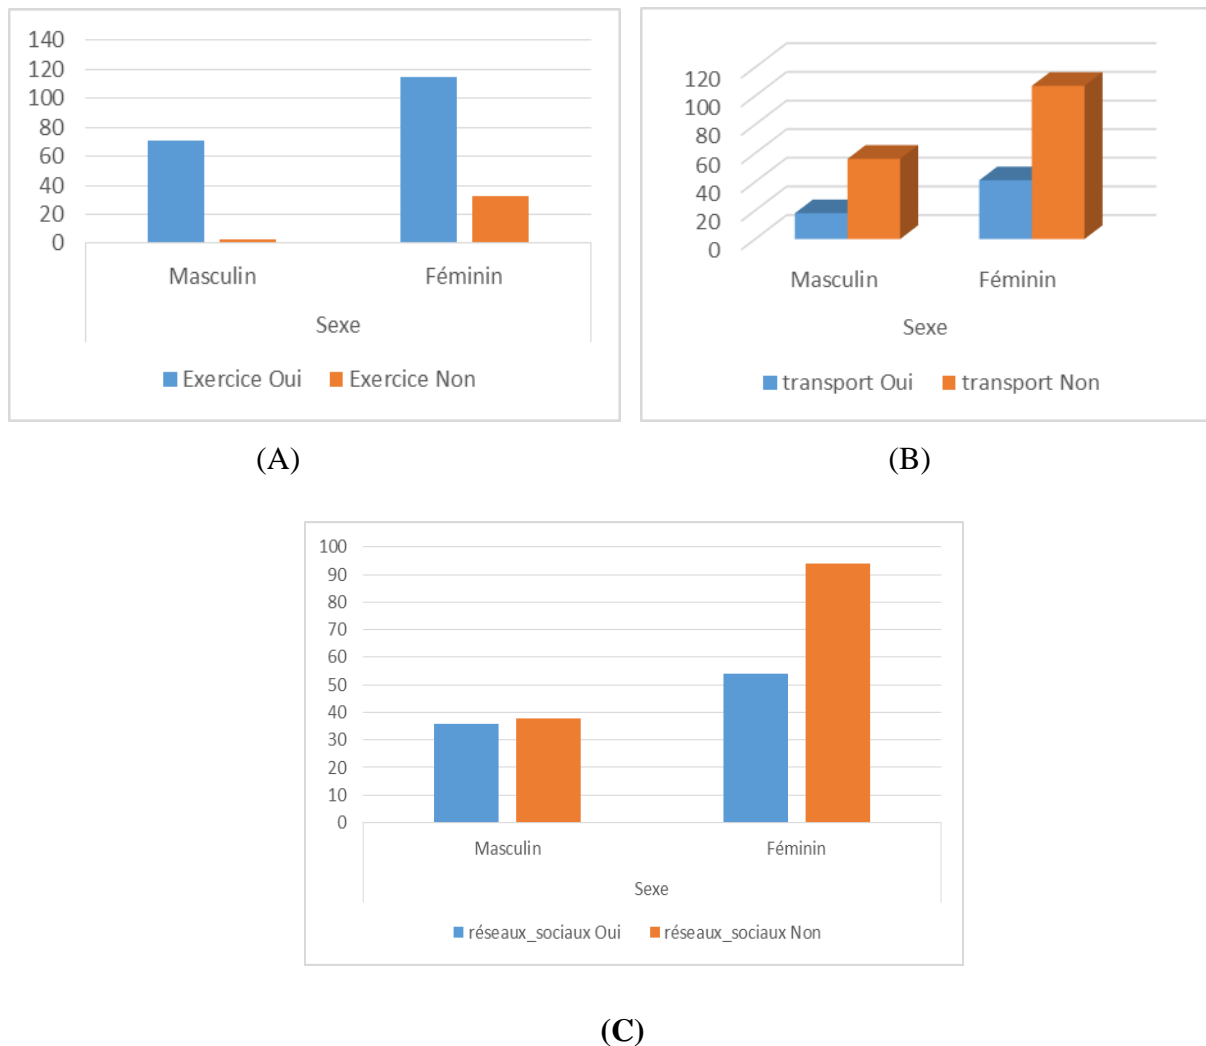 140
120
100
80
60
40
20
0
Masculin Féminin
Sexe
Exercice Oui Exercice Non
(A)
120
100
80
60
40
20
0
Masculin Féminin
Sexe
transport Oui transport Non
(B)
100
90
80
70
60
50
40
30
20
10
0
Masculin Féminin
Sexe
réseaux_sociaux Oui réseaux_sociaux Non
(C)